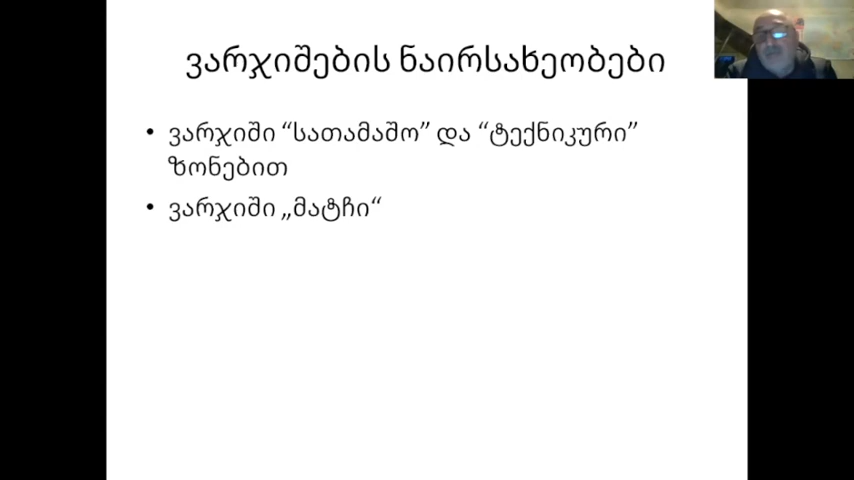 ვარჯიშების ნაირსახეობები
• ვარჯიში “სათამაშო” და “ტექნიკური”
ზონებით
• ვარჯიში „მატჩი“